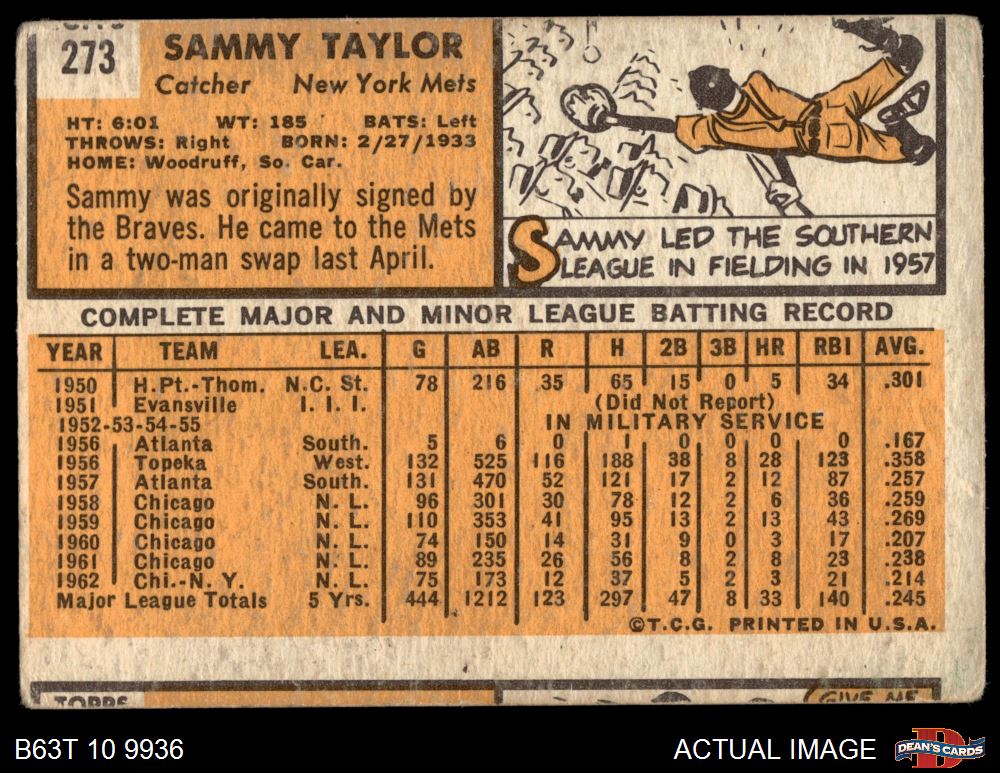 273
SAMMY TAYLOR
Catcher New York Mets
HT: 6:01 WT: 185 BATS: Left
THROWS: Right BORN: 2/27/1933
HOME: Woodruff, So. Car.
Sammy was originally signed by
the Braves. He came to the Mets
in a two-man swap last April.
SAMMY LED THE SOUTHERN
LEAGUE IN FIELDING IN 1957
COMPLETE MAJOR AND MINOR LEAGUE BATTING RECORD
YEAR TEAM LEA. G AB R H 2B 3B HR RBI AVG.
1950 H.Pt.-Thom. N.C. St. 78 216 35 65 15 0 5 34 .301
1951 Evansville I. I. I. (Did Not Report)
1952-53-54-55 IN MILITARY SERVICE
1956 Atlanta South. 5 6 0 1 0 0 0 0 .167
1956 Topeka West. 132 525 116 188 38 8 28 123 .358
1957 Atlanta South. 131 470 52 121 17 2 12 87 .257
1958 Chicago N. L. 96 301 30 78 12 2 6 36 .259
1959 Chicago N. L. 110 353 41 95 13 2 13 43 .269
1960 Chicago N. L. 74 150 14 31 9 0 3 17 .207
1961 Chicago N. L. 89 235 26 56 8 2 8 23 .238
1962 Chi.-N. Y. N. L. 75 173 12 37 5 2 3 21 .214
Major League Totals 5 Yrs. 444 1212 123 297 47 8 33 140 .245
©T.C.G. PRINTED IN U.S.A.
TOPPS GIVE ME
B63T 10 9936 ACTUAL IMAGE DEAN'S CARDS